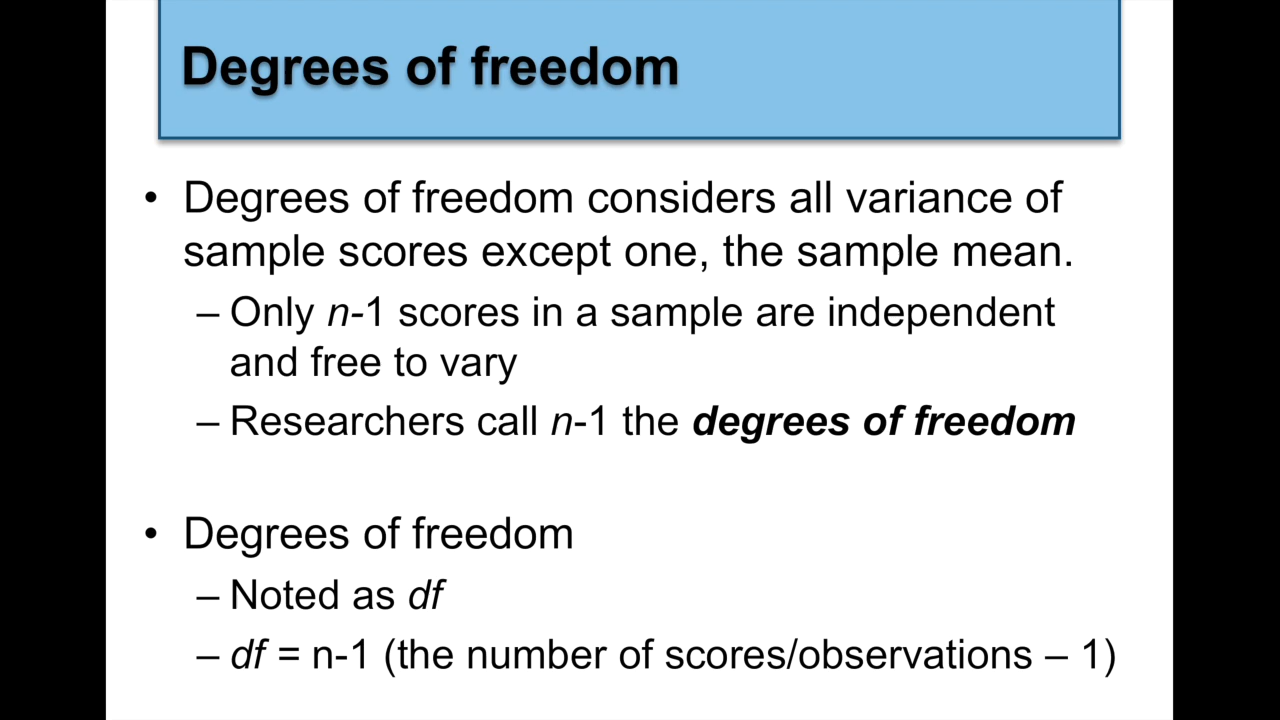 Degrees of freedom
• Degrees of freedom considers all variance of
sample scores except one, the sample mean.
– Only n-1 scores in a sample are independent
and free to vary
– Researchers call n-1 the degrees of freedom
• Degrees of freedom
– Noted as df
– df = n-1 (the number of scores/observations – 1)